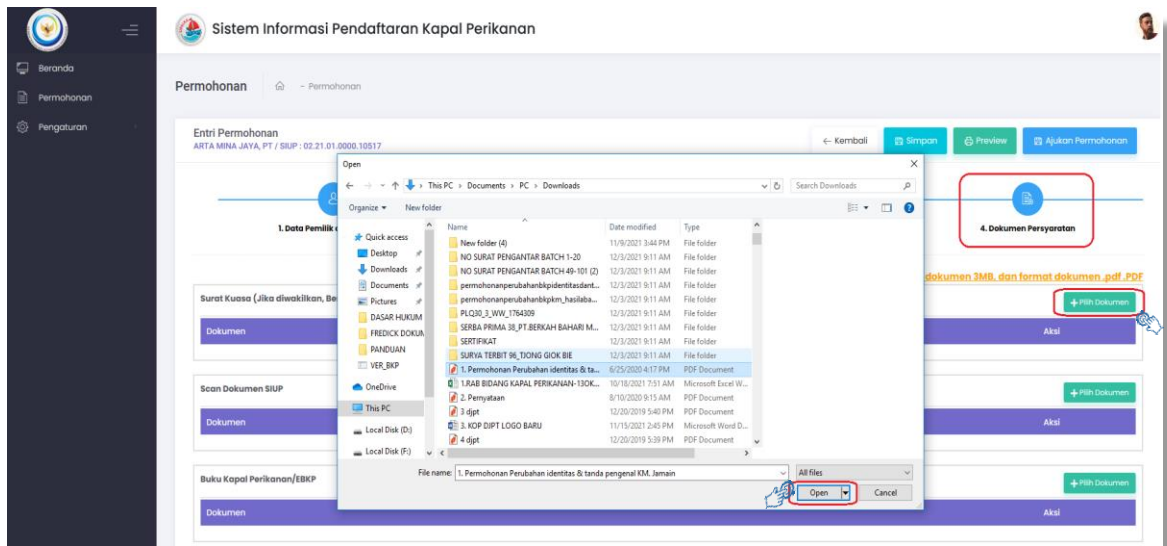 Sistem Informasi Pendaftaran Kapal Perikanan
Beranda
Permohonan
Pengaturan
Permohonan - Permohonan
Entri Permohonan
ARTA MINA JAYA, PT / SIUP : 02.21.01.0000.10517
← Kembali
Simpan
Preview
Ajukan Permohonan
1. Data Pemilik
4. Dokumen Persyaratan
dokumen 3MB, dan format dokumen .pdf .PDF
Surat Kuasa (Jika diwakilkan, Be
+ Pilih Dokumen
Dokumen
Aksi
Scan Dokumen SIUP
+ Pilih Dokumen
Dokumen
Aksi
Buku Kapal Perikanan/EBKP
+ Pilih Dokumen
Dokumen
Aksi
Open
This PC > Documents > PC > Downloads
Search Downloads
Organize
New folder
Quick access
Desktop
Downloads
Documents
Pictures
DASAR HUKUM
FREDICK DOKUM
PANDUAN
VER_BKP
OneDrive
This PC
Local Disk (D:)
Local Disk (F:)
Name Date modified Type
New folder (4) 11/9/2021 3:44 PM File folder
NO SURAT PENGANTAR BATCH 1-20 12/3/2021 9:11 AM File folder
NO SURAT PENGANTAR BATCH 49-101 (2) 12/3/2021 9:11 AM File folder
permohonanperubahanbkpidentitasdant... 12/3/2021 9:11 AM File folder
permohonanperubahanbkpkm_hasilaba... 12/3/2021 9:11 AM File folder
PLQ30_3_WW_1764309 12/3/2021 9:11 AM File folder
SERBA PRIMA 38_PT.BERKAH BAHARI M... 12/3/2021 9:11 AM File folder
SERTIFIKAT 12/3/2021 9:11 AM File folder
SURYA TERBIT 96_TJONG GIOK BIE 12/3/2021 9:11 AM File folder
1. Permohonan Perubahan identitas & ta... 6/25/2020 4:17 PM PDF Document
1.RAB BIDANG KAPAL PERIKANAN-13OK... 10/18/2021 7:51 AM Microsoft Excel W...
2. Pernyataan 8/10/2020 9:15 AM PDF Document
3 djpt 12/20/2019 5:40 PM PDF Document
3. KOP DJPT LOGO BARU 11/15/2021 2:45 PM Microsoft Word D...
4 djpt 12/20/2019 5:39 PM PDF Document
File name: 1. Permohonan Perubahan identitas & tanda pengenal KM. Jamain
All files
Open
Cancel